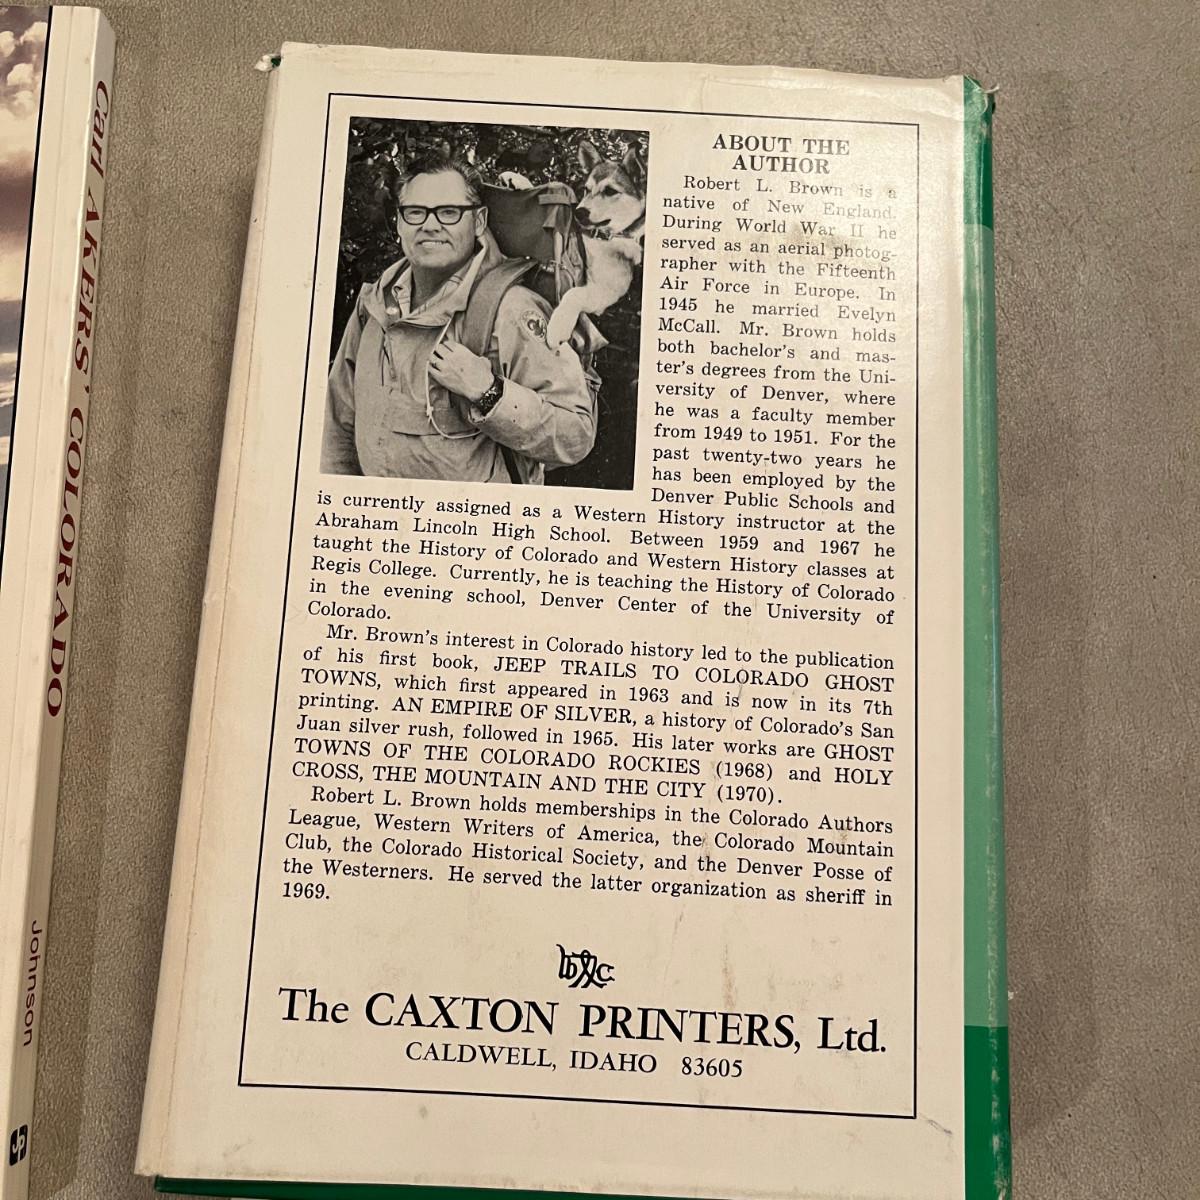 Carl AKERS' COLORADO
Johnson
ABOUT THE
AUTHOR
Robert L. Brown is a
native of New England.
During World War II he
served as an aerial photog-
rapher with the Fifteenth
Air Force in Europe. In
1945 he married Evelyn
McCall. Mr. Brown holds
both bachelor's and mas-
ter's degrees from the Uni-
versity of Denver, where
he was a faculty member
from 1949 to 1951. For the
past twenty-two years he
has been employed by the
Denver Public Schools and
is currently assigned as a Western History instructor at the
Abraham Lincoln High School. Between 1959 and 1967 he
taught the History of Colorado and Western History classes at
Regis College. Currently, he is teaching the History of Colorado
in the evening school, Denver Center of the University of
Colorado.
Mr. Brown's interest in Colorado history led to the publication
of his first book, JEEP TRAILS TO COLORADO GHOST
TOWNS, which first appeared in 1963 and is now in its 7th
printing. AN EMPIRE OF SILVER, a history of Colorado's San
Juan silver rush, followed in 1965. His later works are GHOST
TOWNS OF THE COLORADO ROCKIES (1968) and HOLY
CROSS, THE MOUNTAIN AND THE CITY (1970).
Robert L. Brown holds memberships in the Colorado Authors
League, Western Writers of America, the Colorado Mountain
Club, the Colorado Historical Society, and the Denver Posse of
the Westerners. He served the latter organization as sheriff in
1969.
The CAXTON PRINTERS, Ltd.
CALDWELL, IDAHO 83605